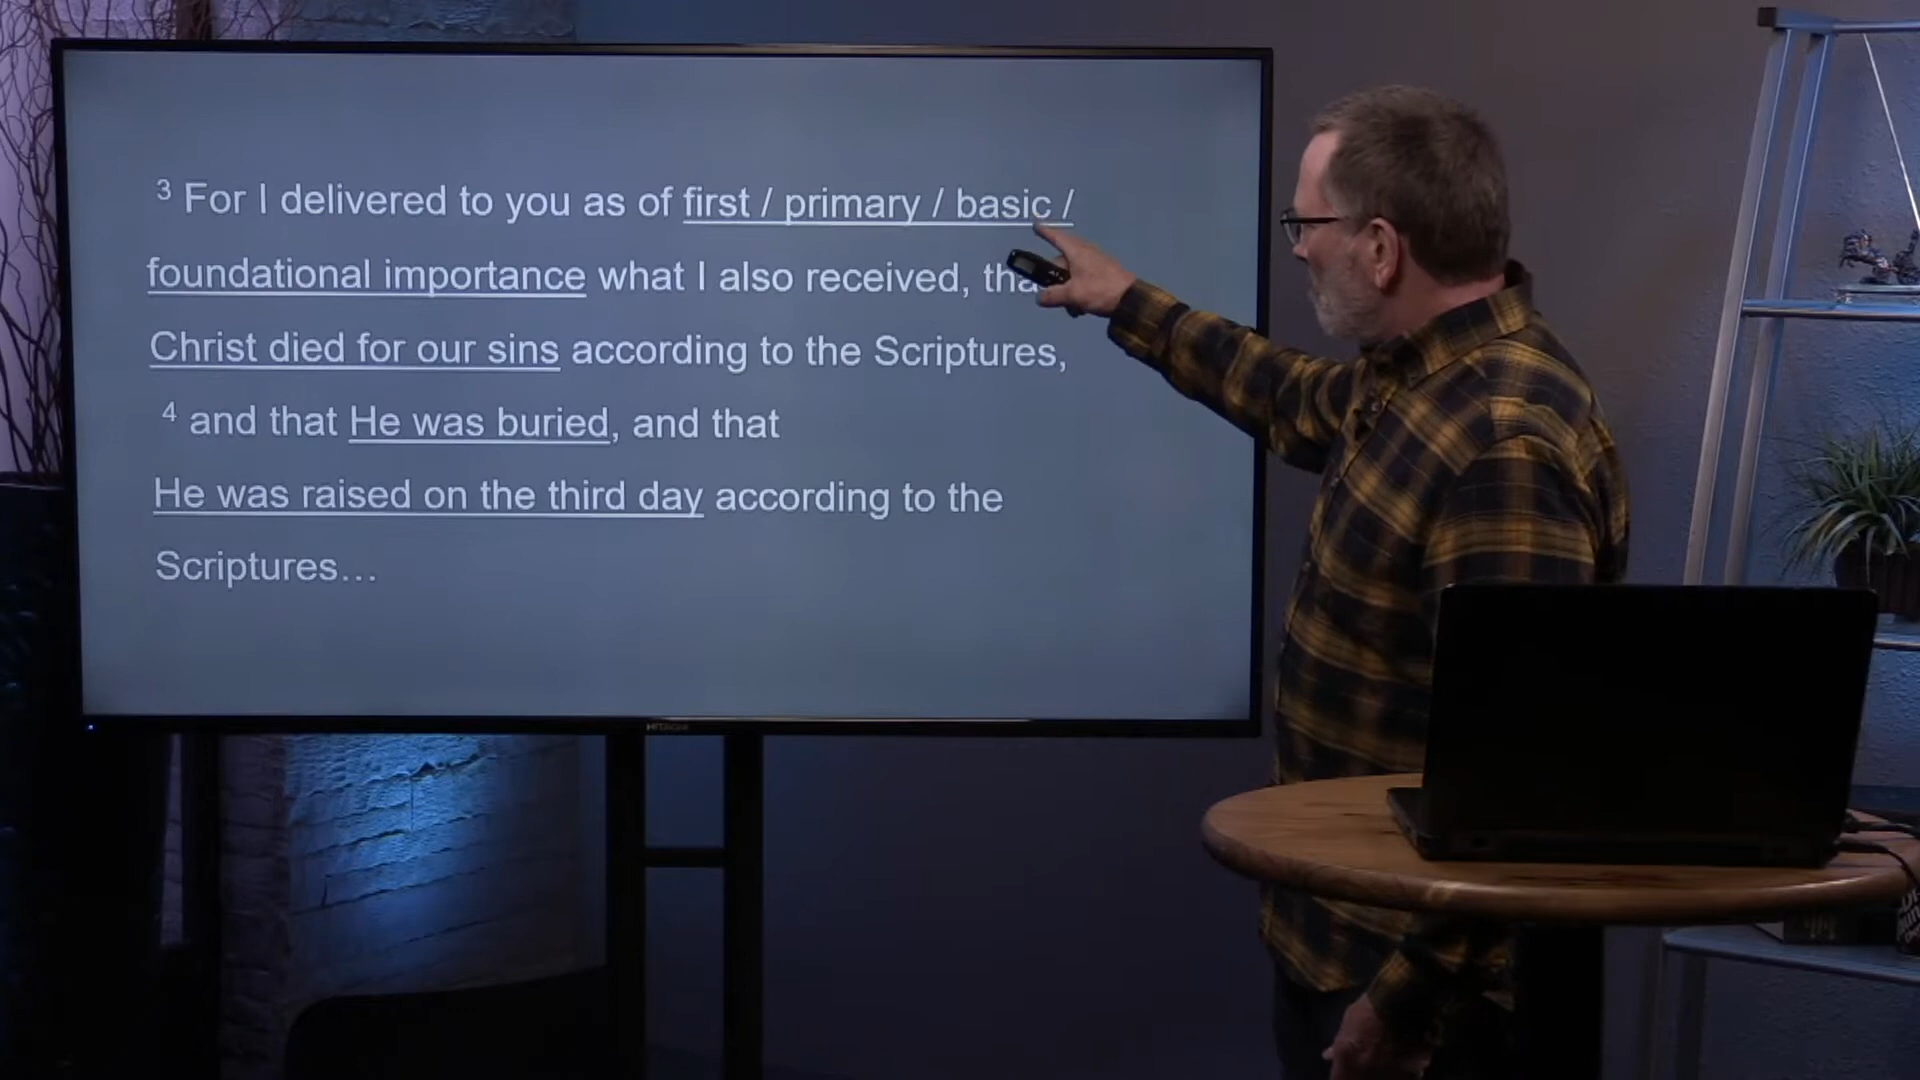 3 For I delivered to you as of first / primary / basic /
foundational importance what I also received, tha
Christ died for our sins according to the Scriptures,
4 and that He was buried, and that
He was raised on the third day according to the
Scriptures…
HITACHI